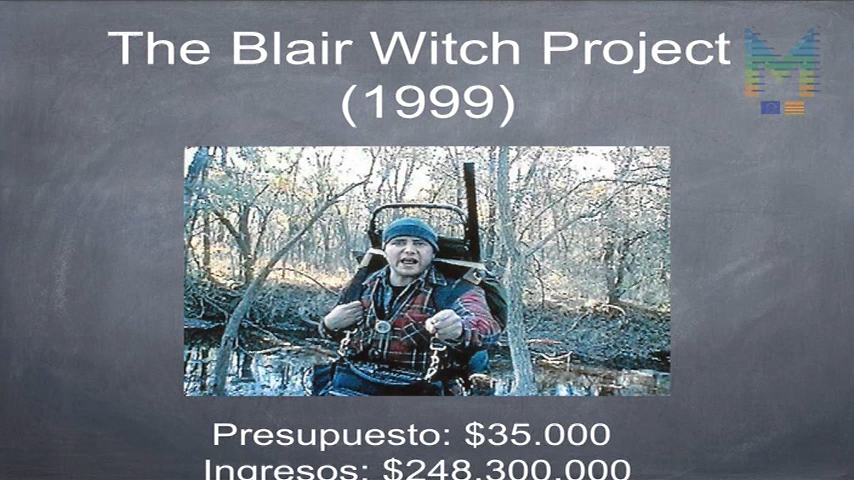 The Blair Witch Project
(1999)
Presupuesto: $35.000
Ingresos: $248.300.000